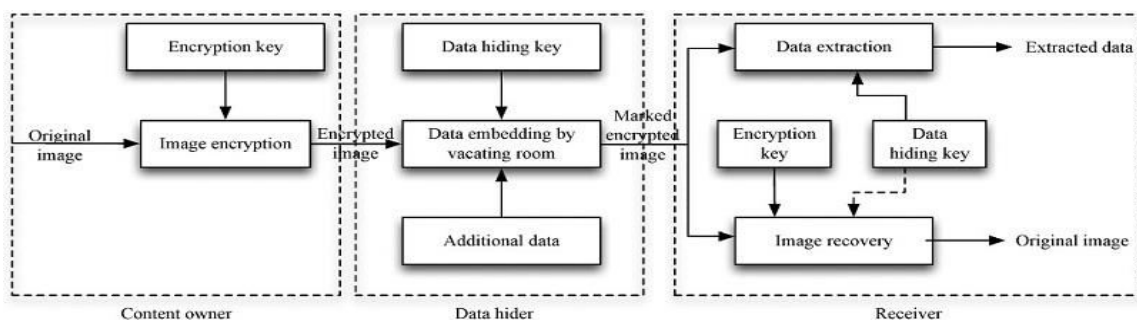 Encryption key
Original
image
Image encryption
Content owner
Encrypted
image
Data hiding key
Data embedding by
vacating room
Additional data
Data hider
Marked
encrypted
image
Data extraction
Extracted data
Encryption
key
Data
hiding key
Image recovery
Original image
Receiver